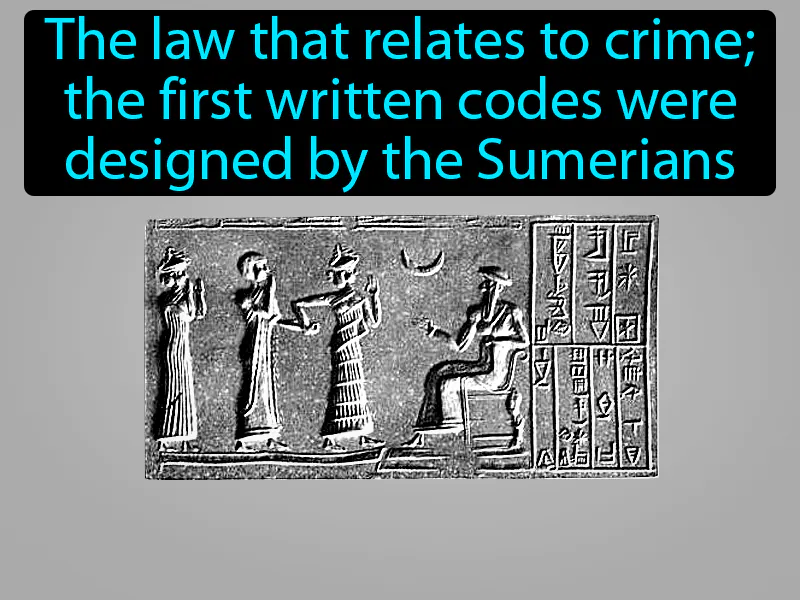 The law that relates to crime;
the first written codes were
designed by the Sumerians